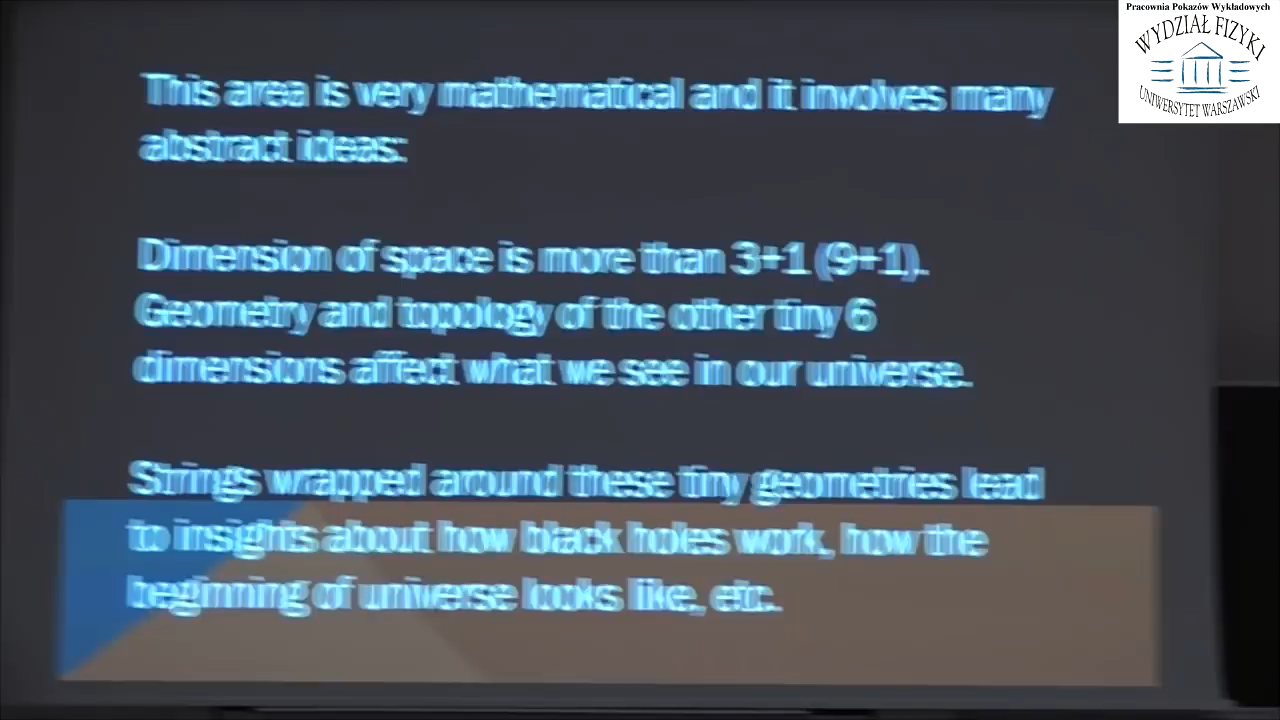 Pracownia Pokazów Wykładowych
WYDZIAŁ FIZYKI
UNIWERSYTET WARSZAWSKI
This area is very mathematical and it involves many
abstract ideas:
Dimension of space is more than 3+1 (9+1).
Geometry and topology of the other tiny 6
dimensions affect what we see in our universe.
Strings wrapped around these tiny geometries lead
to insights about how black holes work, how the
beginning of universe looks like, etc.